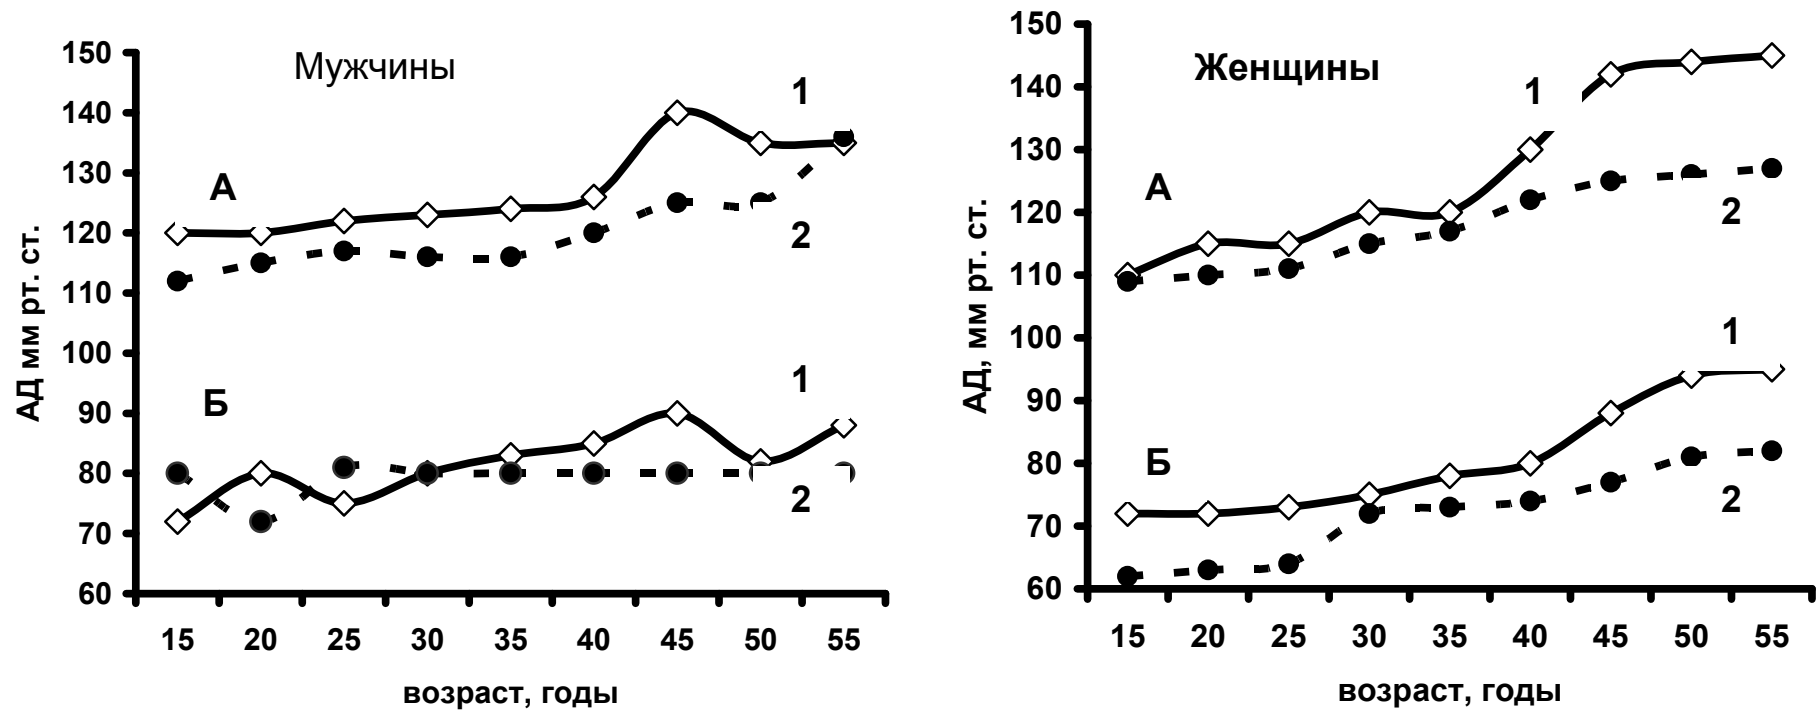 Мужчины
150
140
130
120
110
100
90
80
70
60
АД мм рт. ст.
А
Б
1
2
1
2
15 20 25 30 35 40 45 50 55
возраст, годы
Женщины
150
140
130
120
110
100
90
80
70
60
АД, мм рт. ст.
А
Б
1
2
1
2
15 20 25 30 35 40 45 50 55
возраст, годы